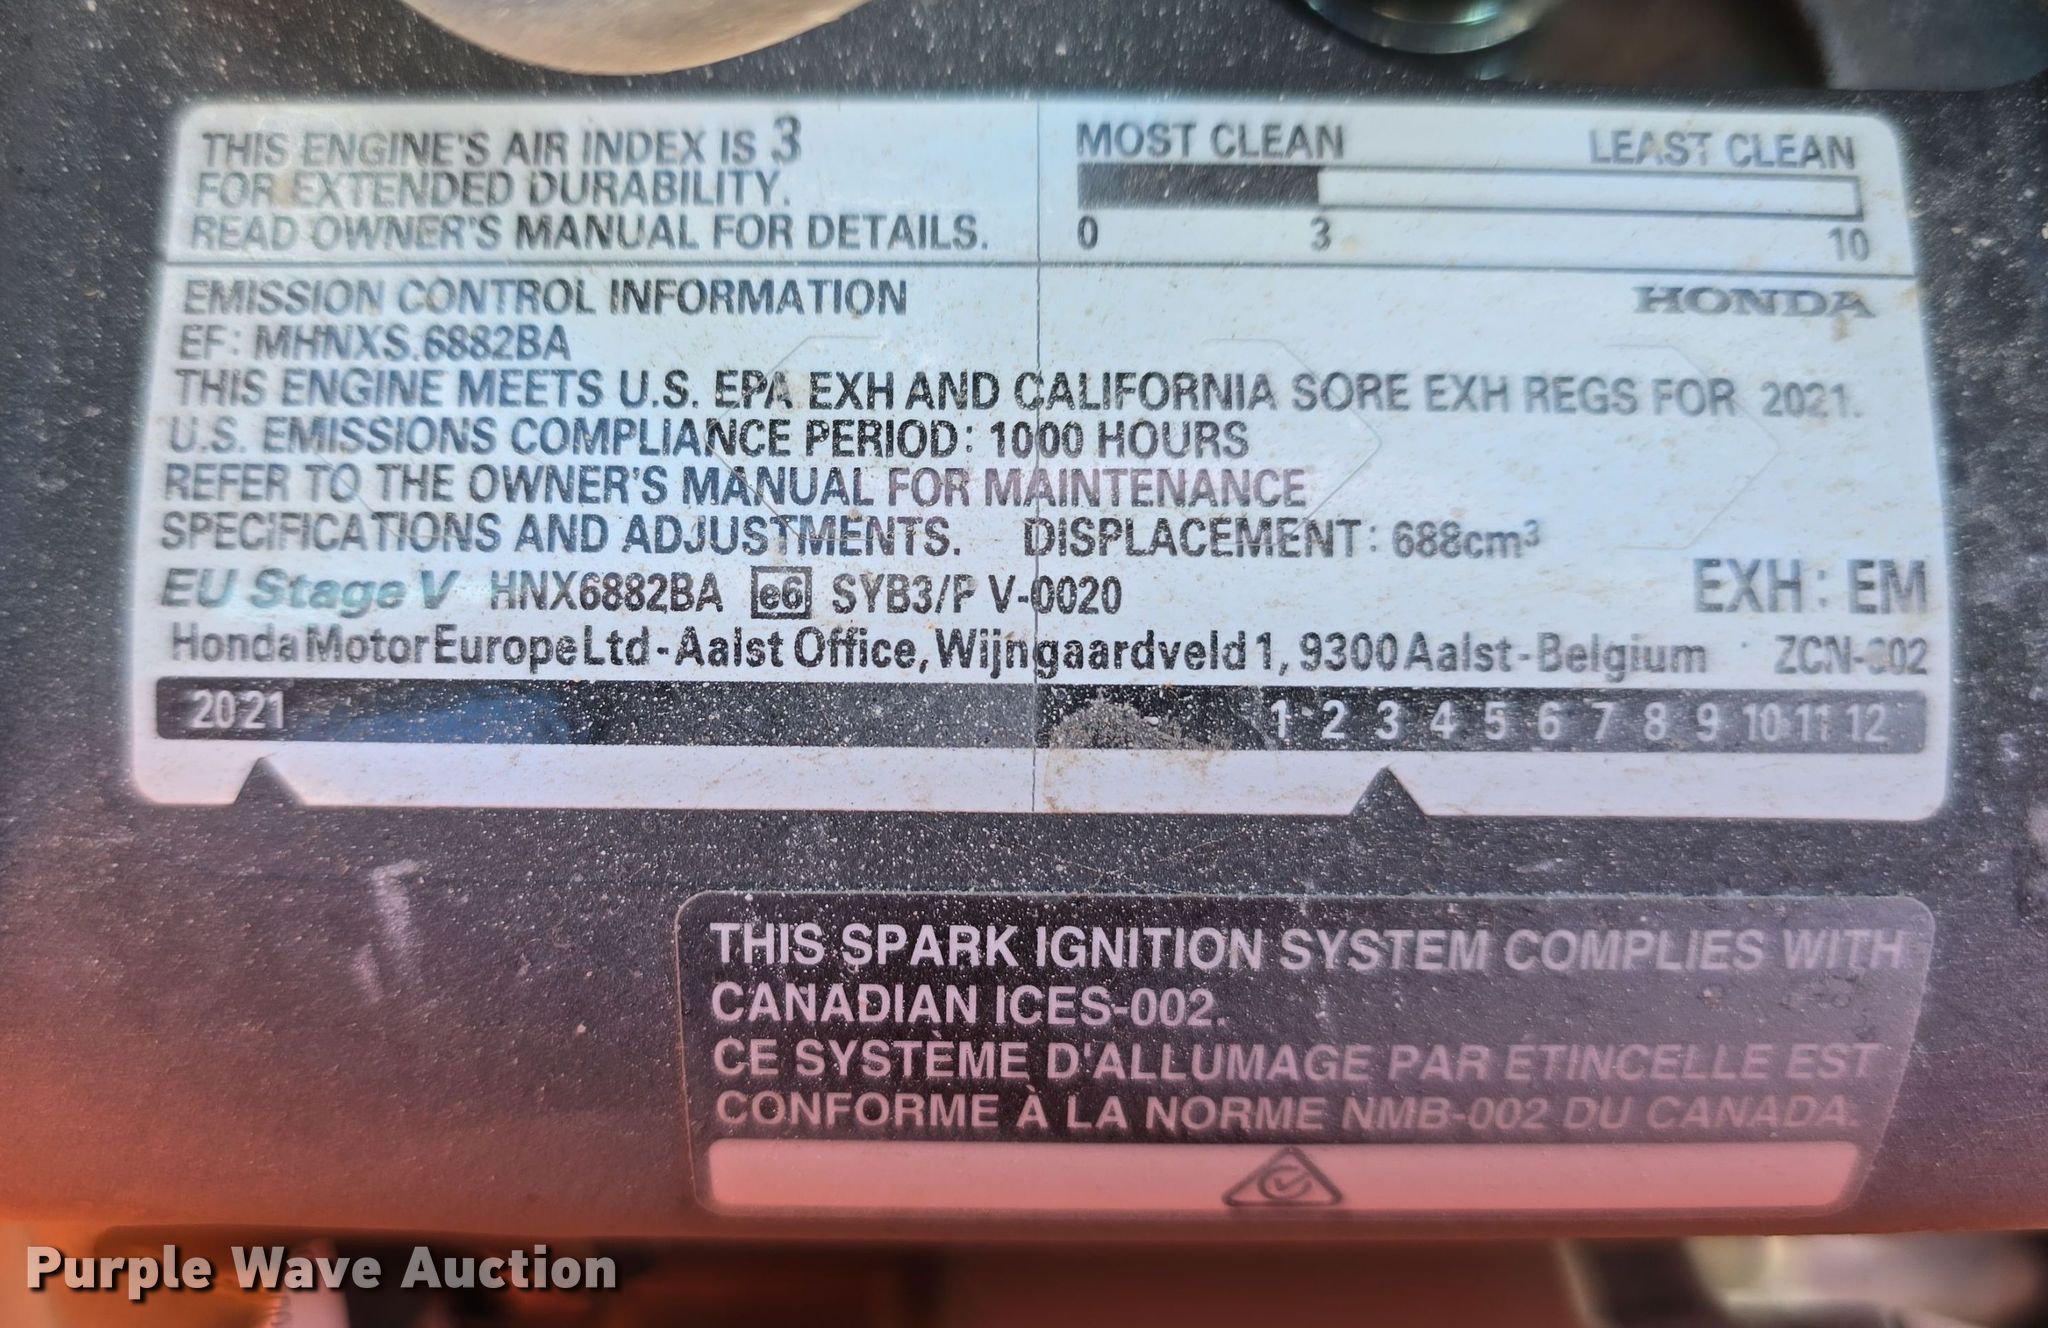 THIS ENGINE'S AIR INDEX IS 3
FOR EXTENDED DURABILITY.
READ OWNER'S MANUAL FOR DETAILS.
MOST CLEAN LEAST CLEAN
0 3 10
EMISSION CONTROL INFORMATION
HONDA
EF: MHNXS.6882BA
THIS ENGINE MEETS U.S. EPA EXH AND CALIFORNIA SORE EXH REGS FOR 2021.
U.S. EMISSIONS COMPLIANCE PERIOD: 1000 HOURS
REFER TO THE OWNER'S MANUAL FOR MAINTENANCE
SPECIFICATIONS AND ADJUSTMENTS. DISPLACEMENT: 688cm³
EU Stage V HNX6882BA e6 SYB3/P V-0020 EXH: EM
Honda Motor Europe Ltd - Aalst Office, Wijngaardveld 1, 9300 Aalst - Belgium
2021 1 2 3 4 5 6 7 8 9 10 11 12
THIS SPARK IGNITION SYSTEM COMPLIES WITH
CANADIAN ICES-002.
CE SYSTÈME D'ALLUMAGE PAR ÉTINCELLE EST
CONFORME À LA NORME NMB-002 DU CANADA.
Purple Wave Auction